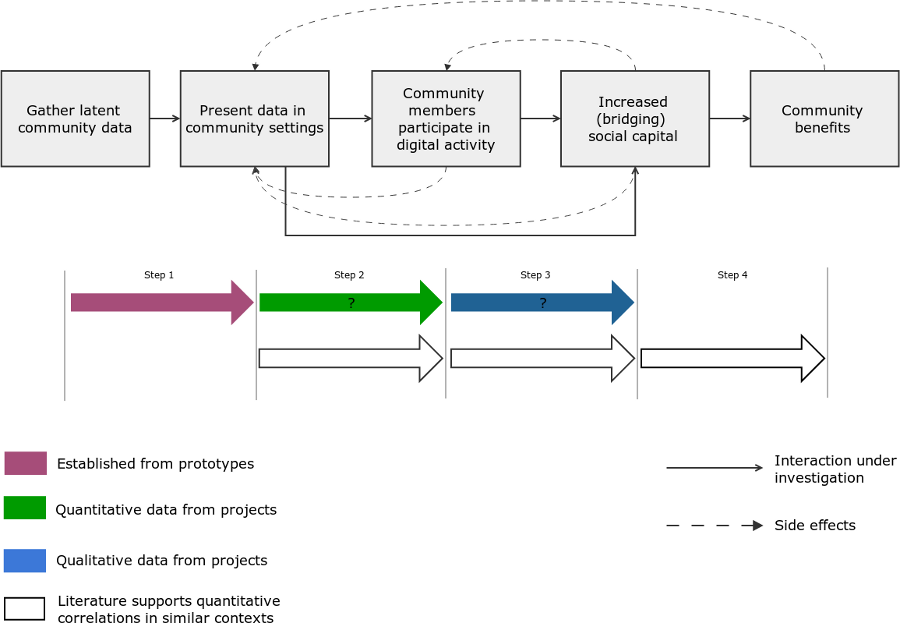 Gather latent
community data
Present data in
community settings
Community
members
participate in
digital activity
Increased
(bridging)
social capital
Community
benefits
Step 1
Step 2
Step 3
Step 4
?
?
Established from prototypes
Quantitative data from projects
Qualitative data from projects
Literature supports quantitative
correlations in similar contexts
Interaction under
investigation
Side effects